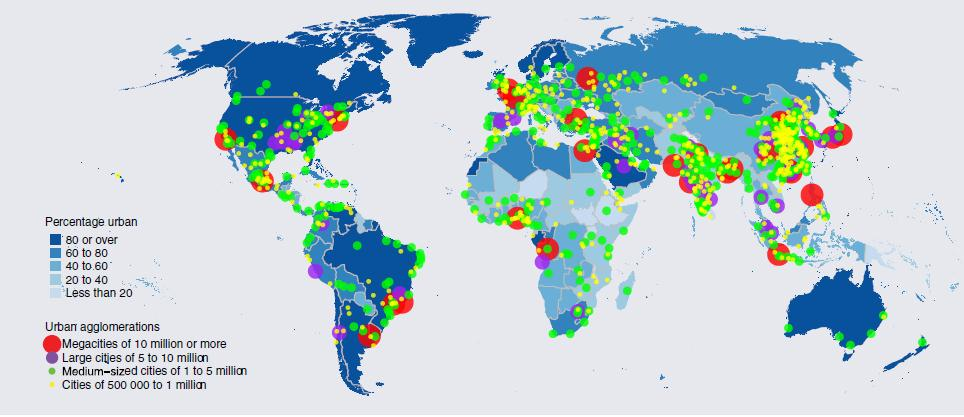 Percentage urban
80 or over
60 to 80
40 to 60
20 to 40
Less than 20
Urban agglomerations
Megacities of 10 million or more
Large cities of 5 to 10 million
Medium-sized cities of 1 to 5 million
Cities of 500 000 to 1 million